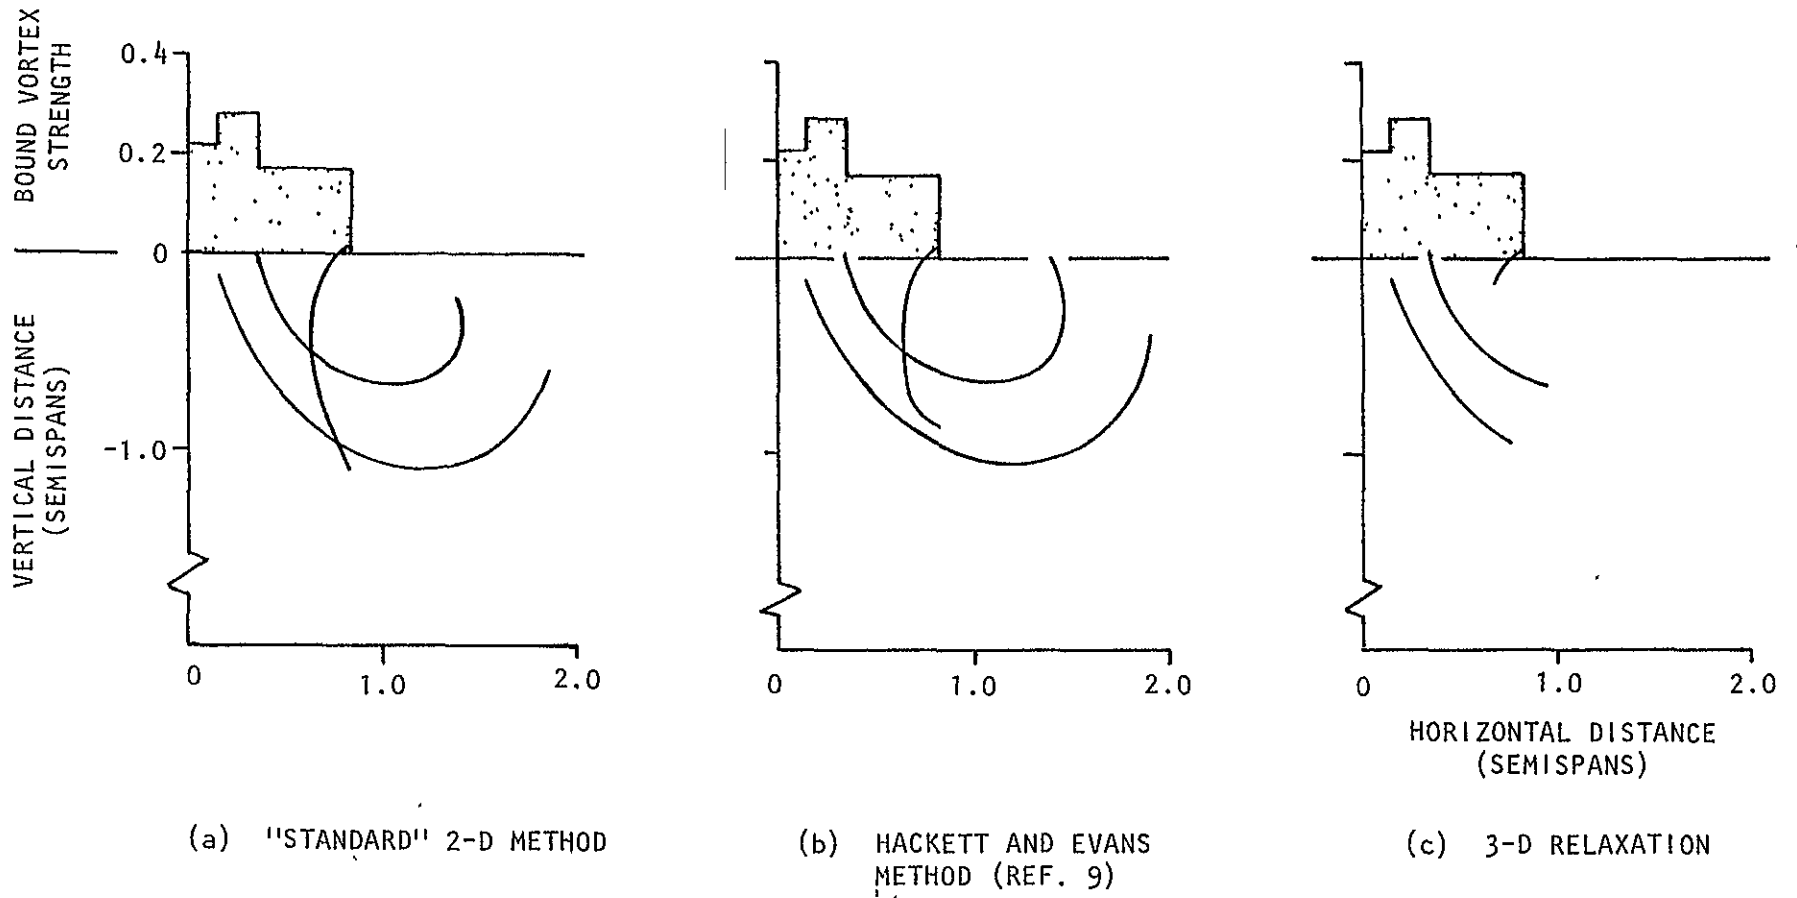 BOUND VORTEX
STRENGTH
VERTICAL DISTANCE
(SEMISPANS)
0.4
0.2
0
-1.0
0
1.0
2.0
0
1.0
2.0
0
1.0
2.0
HORIZONTAL DISTANCE
(SEMISPANS)
(a) "STANDARD" 2-D METHOD
(b) HACKETT AND EVANS
METHOD (REF. 9)
(c) 3-D RELAXATION